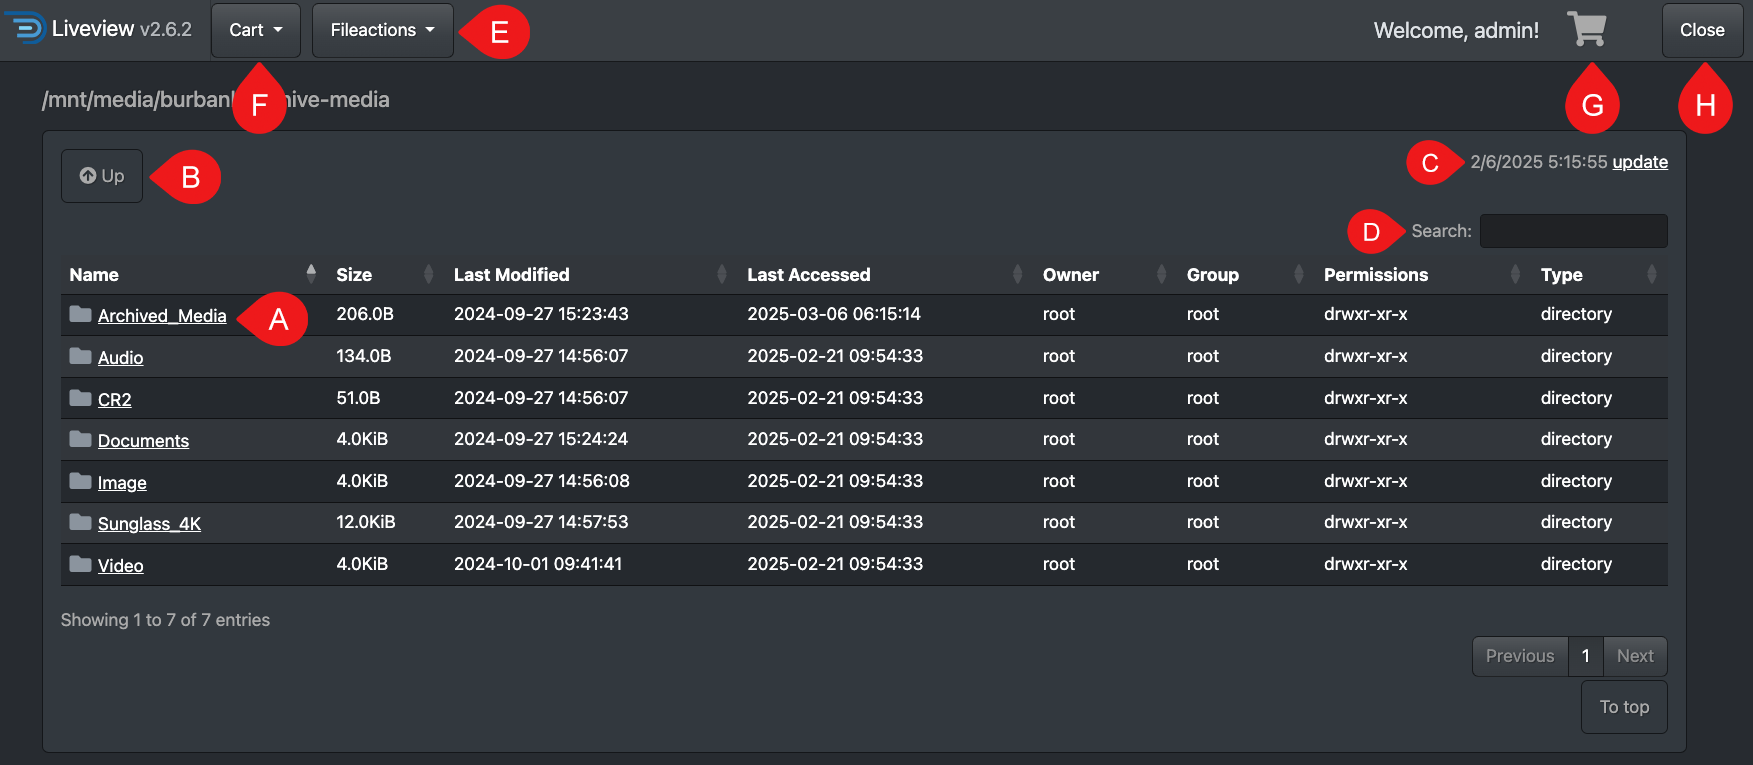 Liveview v2.6.2 Cart Fileactions E Welcome, admin! Close
/mnt/media/burban hive-media F G H
Up B C 2/6/2025 5:15:55 update
D Search:
Name Size Last Modified Last Accessed Owner Group Permissions Type
Archived_Media A 206.0B 2024-09-27 15:23:43 2025-03-06 06:15:14 root root drwxr-xr-x directory
Audio 134.0B 2024-09-27 14:56:07 2025-02-21 09:54:33 root root drwxr-xr-x directory
CR2 51.0B 2024-09-27 14:56:07 2025-02-21 09:54:33 root root drwxr-xr-x directory
Documents 4.0KiB 2024-09-27 15:24:24 2025-02-21 09:54:33 root root drwxr-xr-x directory
Image 4.0KiB 2024-09-27 14:56:08 2025-02-21 09:54:33 root root drwxr-xr-x directory
Sunglass_4K 12.0KiB 2024-09-27 14:57:53 2025-02-21 09:54:33 root root drwxr-xr-x directory
Video 4.0KiB 2024-10-01 09:41:41 2025-02-21 09:54:33 root root drwxr-xr-x directory
Showing 1 to 7 of 7 entries
Previous 1 Next
To top